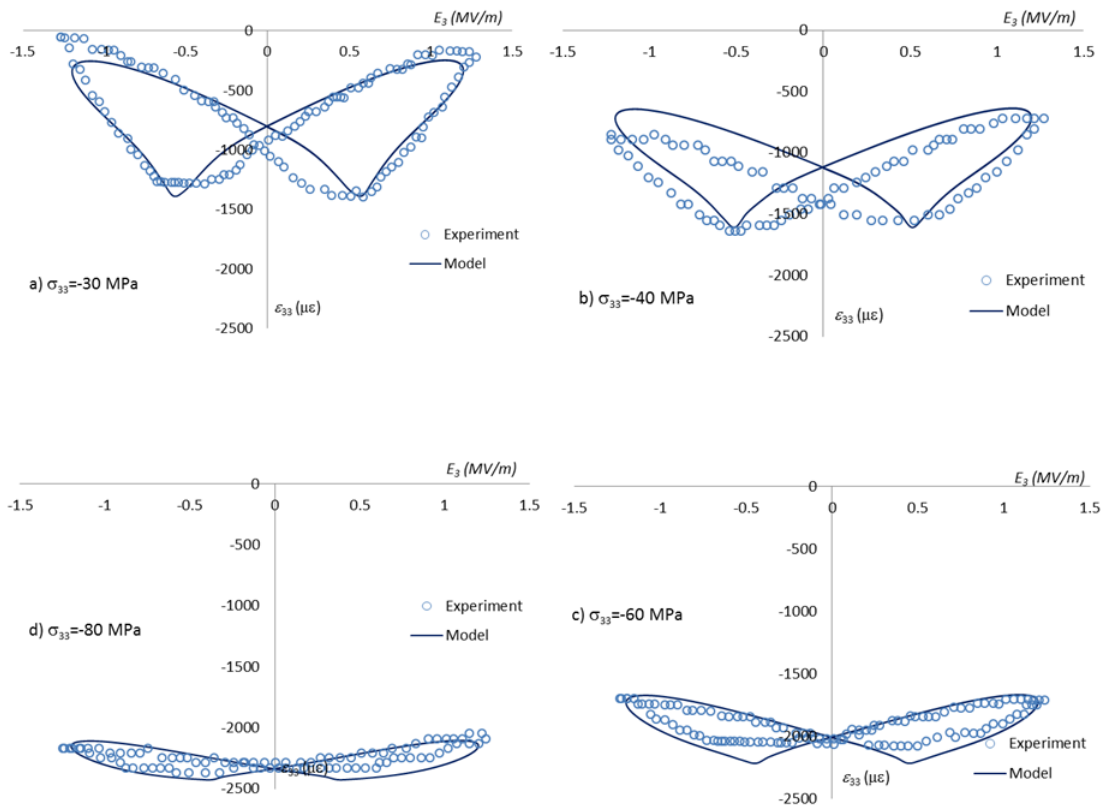 E₃ (MV/m)
0
-1.5 -1 -0.5 0 0.5 1 1.5
-500
-1000
-1500
-2000
-2500
Experiment
Model
a) σ₃₃=-30 MPa
ε₃₃ (με)
E₃ (MV/m)
0
-1.5 -1 -0.5 0 0.5 1 1.5
-500
-1000
-1500
-2000
-2500
Experiment
Model
b) σ₃₃=-40 MPa
ε₃₃ (με)
E₃ (MV/m)
0
-1.5 -1 -0.5 0 0.5 1 1.5
-500
-1000
-1500
-2000
-2500
Experiment
Model
d) σ₃₃=-80 MPa
ε₃₃ (με)
E₃ (MV/m)
0
-1.5 -1 -0.5 0 0.5 1 1.5
-500
-1000
-1500
-2000
-2500
Experiment
Model
c) σ₃₃=-60 MPa
ε₃₃ (με)